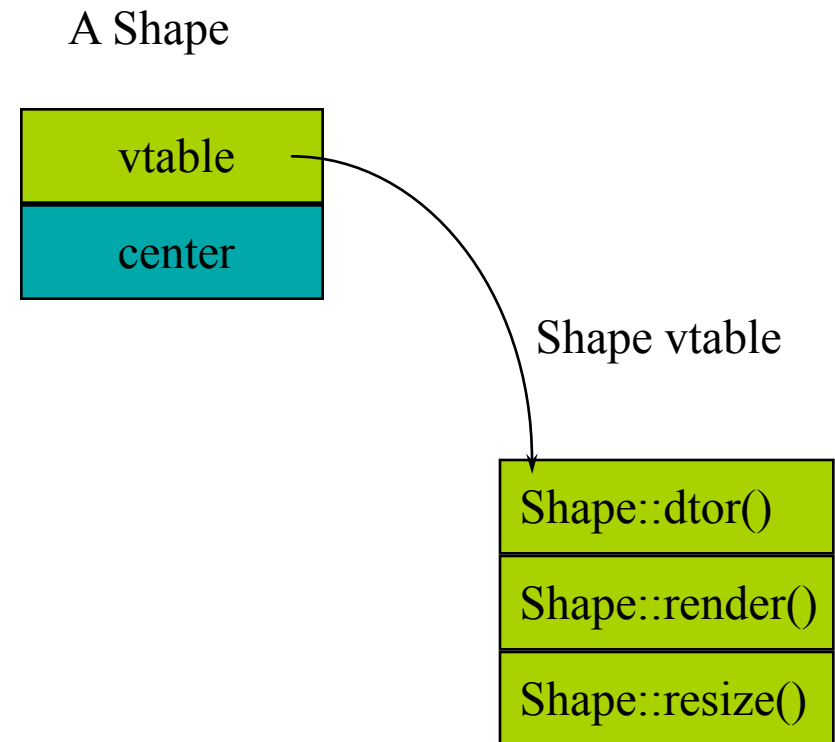 A Shape
vtable
center
Shape vtable
Shape::dtor()
Shape::render()
Shape::resize()